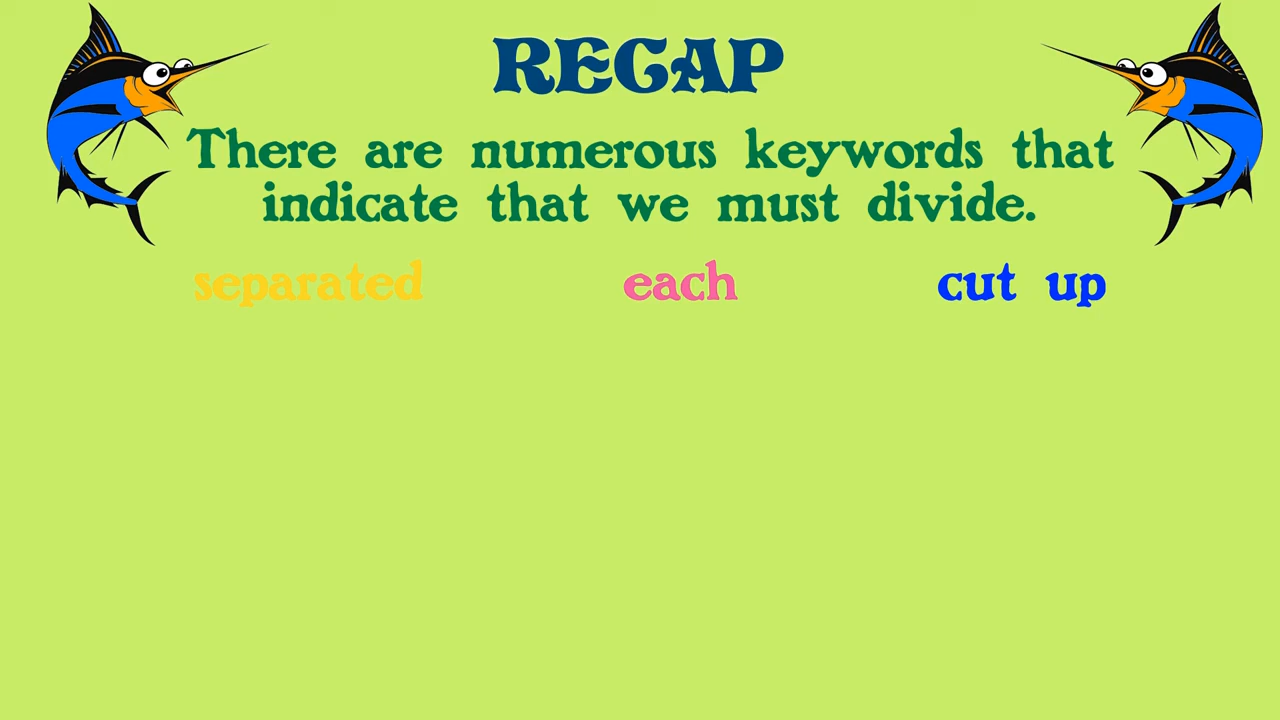 RECAP
There are numerous keywords that
indicate that we must divide.
separated each cut up